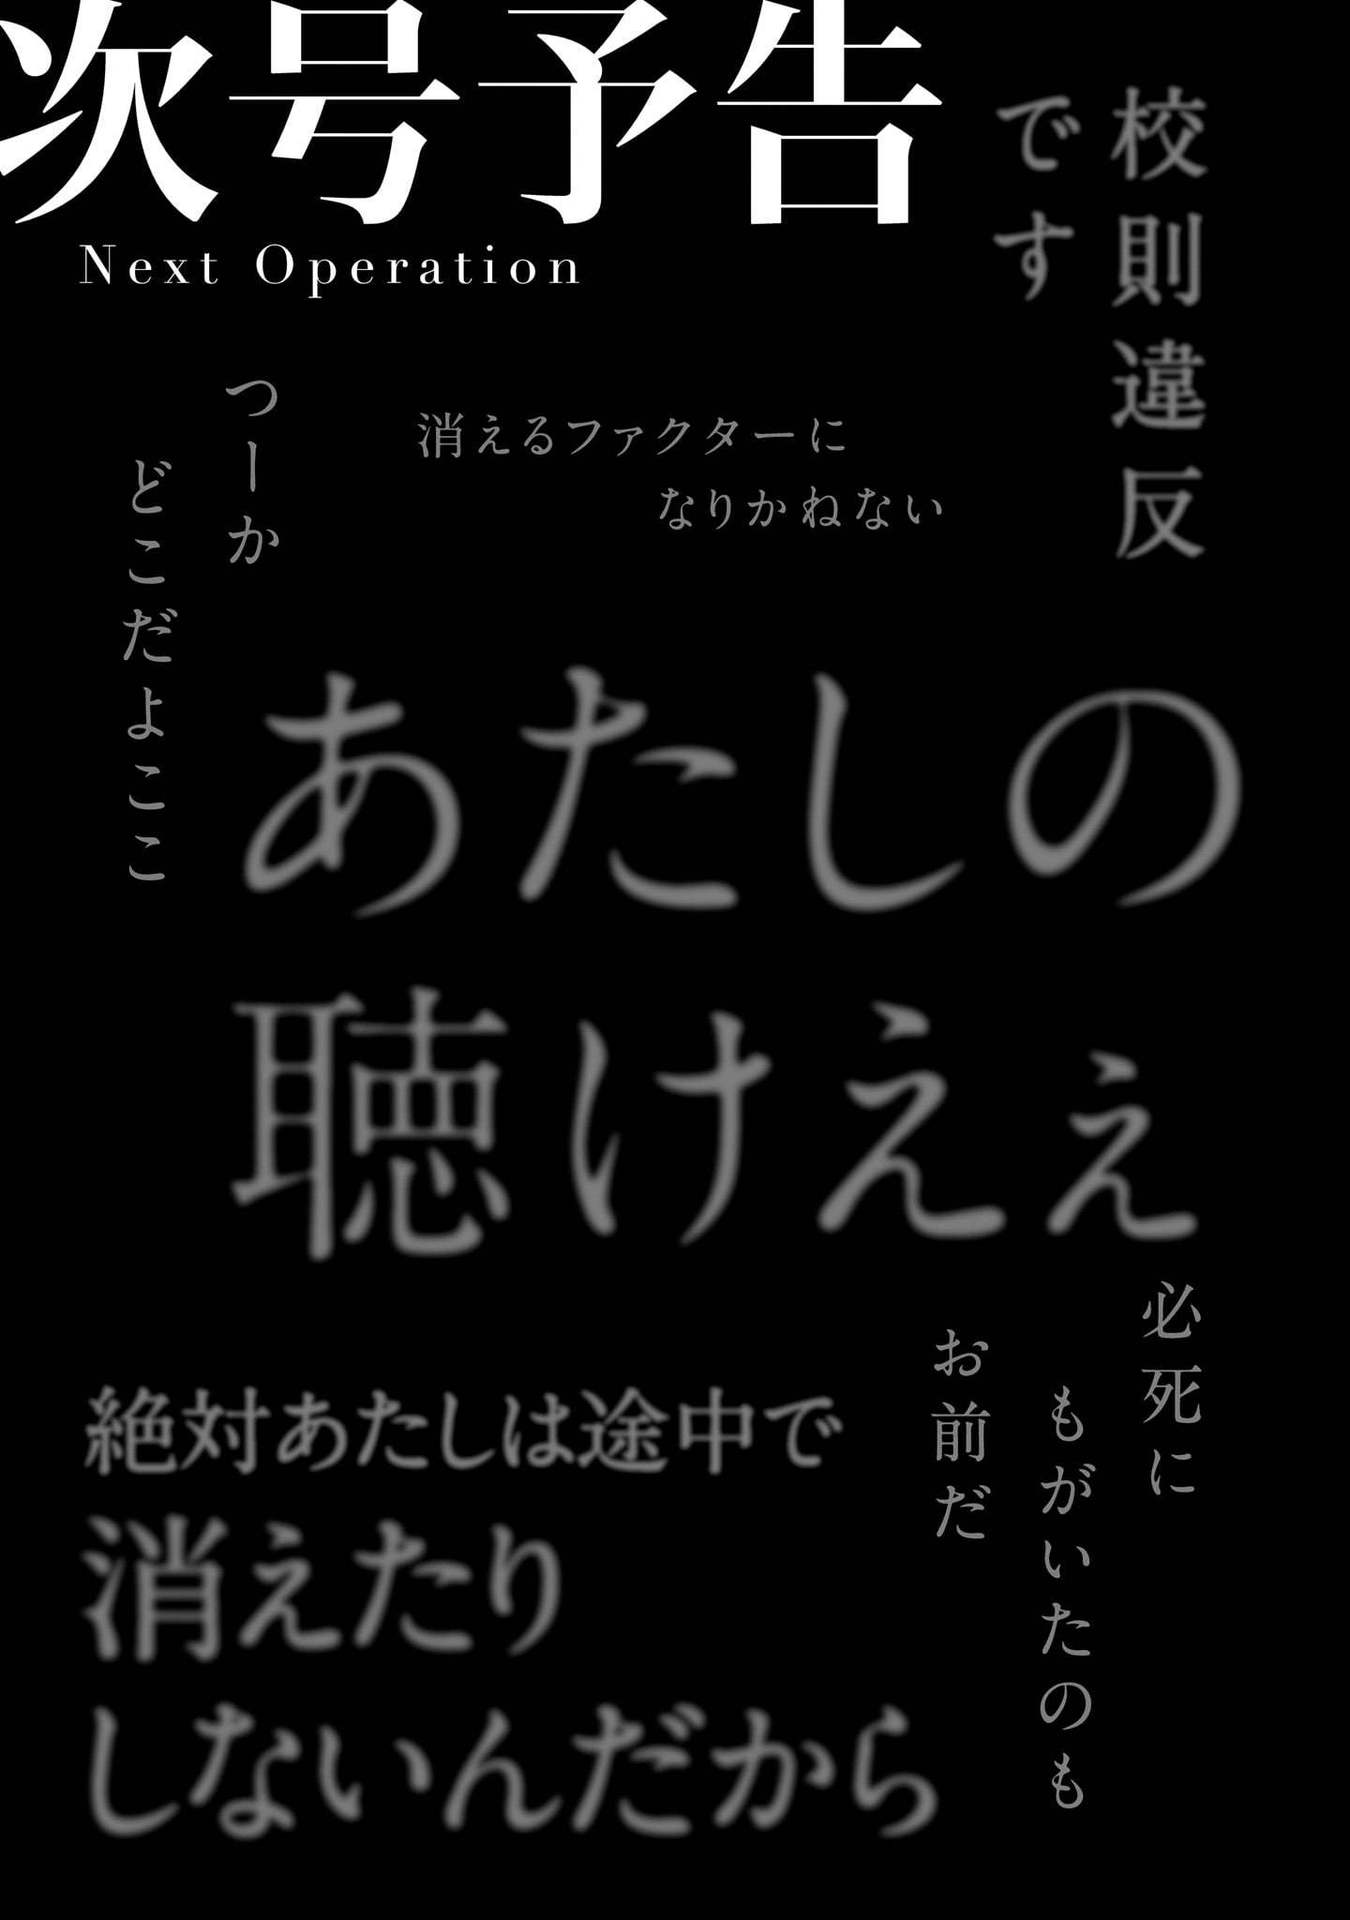 次号予告
Next Operation
校則違反
です
消えるファクターに
なりかねない
つーか
どこだよここ
あたしの
聴けえぇ
必死に
もがいたのも
お前だ
絶対あたしは途中で
消えたり
しないんだから